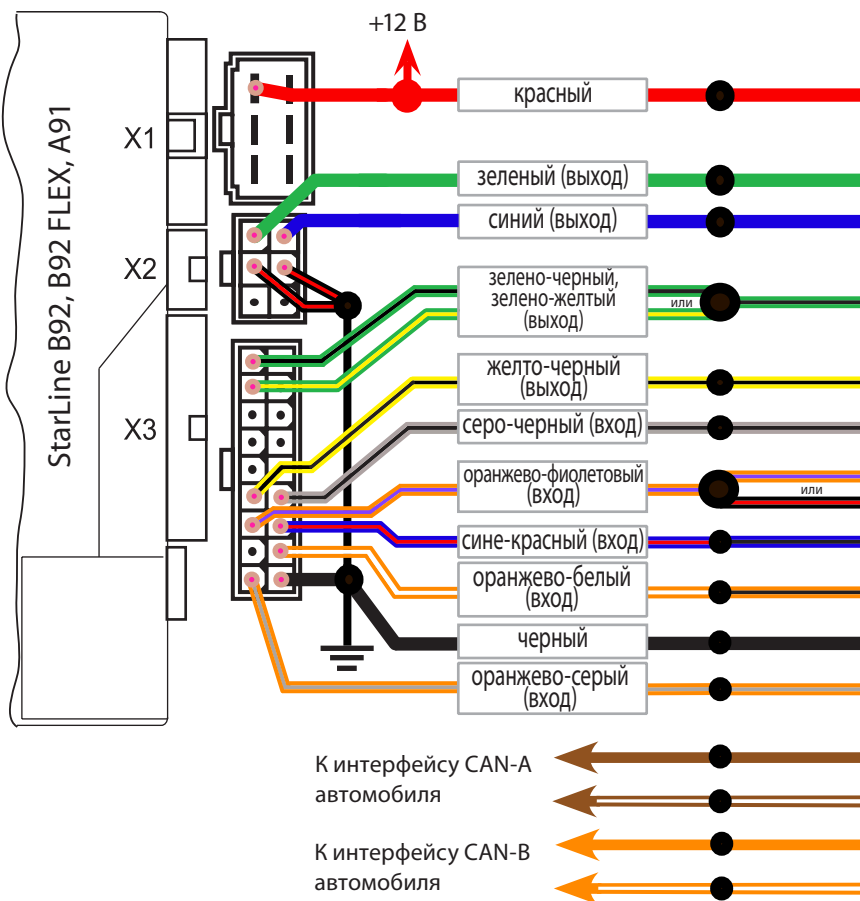 +12 В
StarLine B92, B92 FLEX, A91
X1
красный
зеленый (выход)
синий (выход)
X2
зелено-черный,
зелено-желтый
(выход)
или
желто-черный
(выход)
X3
серо-черный (вход)
оранжево-фиолетовый
(вход)
или
сине-красный (вход)
оранжево-белый
(вход)
черный
оранжево-серый
(вход)
К интерфейсу CAN-A
автомобиля
К интерфейсу CAN-B
автомобиля